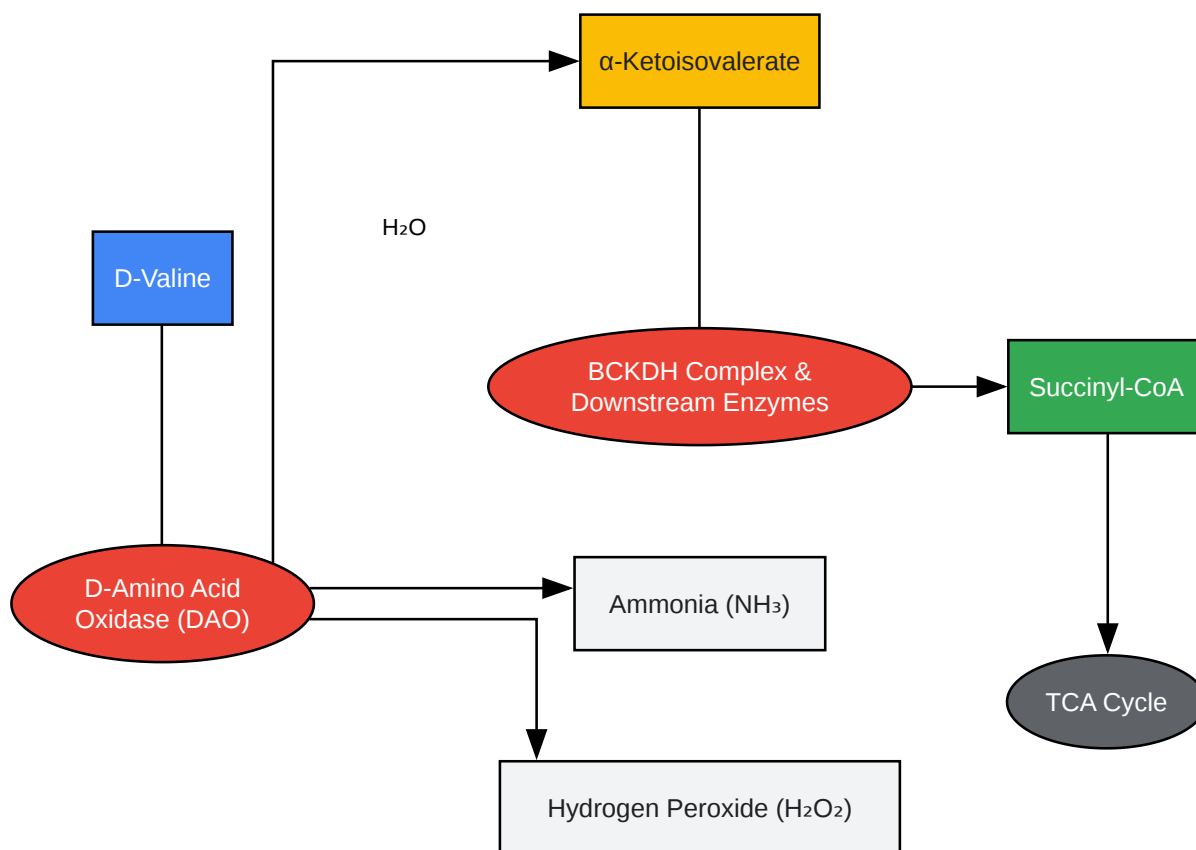 α-Ketoisovalerate
H₂O
D-Valine
BCKDH Complex &
Downstream Enzymes
Succinyl-CoA
D-Amino Acid
Oxidase (DAO)
Ammonia (NH₃)
TCA Cycle
Hydrogen Peroxide (H₂O₂)